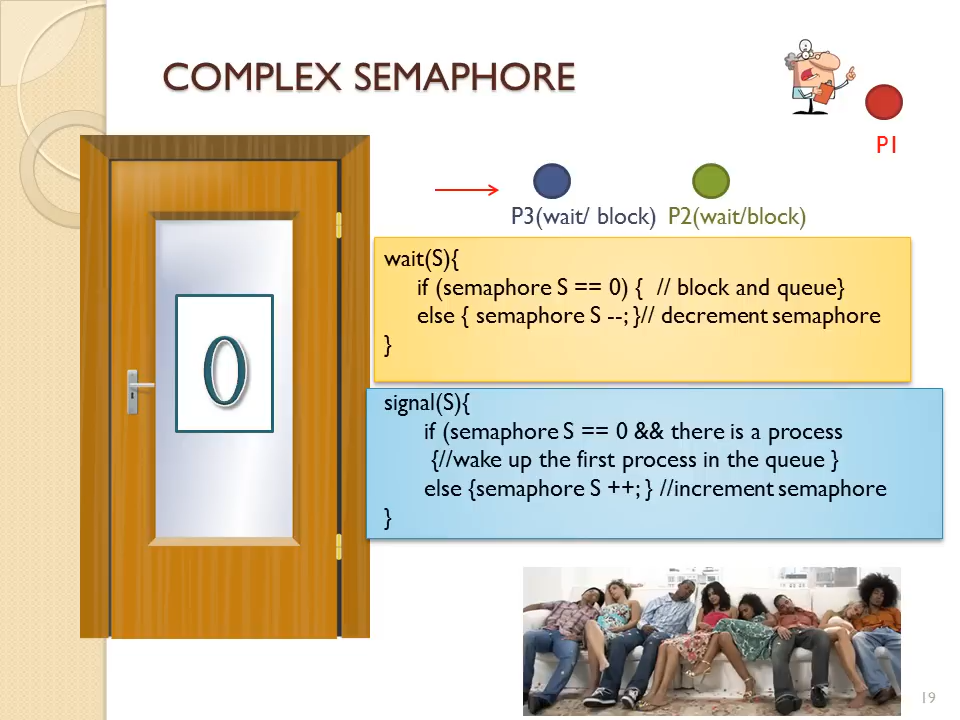 COMPLEX SEMAPHORE
P1
P3(wait/ block) P2(wait/block)
0
wait(S){
if (semaphore S == 0) { // block and queue}
else { semaphore S --; }// decrement semaphore
}
signal(S){
if (semaphore S == 0 && there is a process
{//wake up the first process in the queue }
else {semaphore S ++; } //increment semaphore
}
19